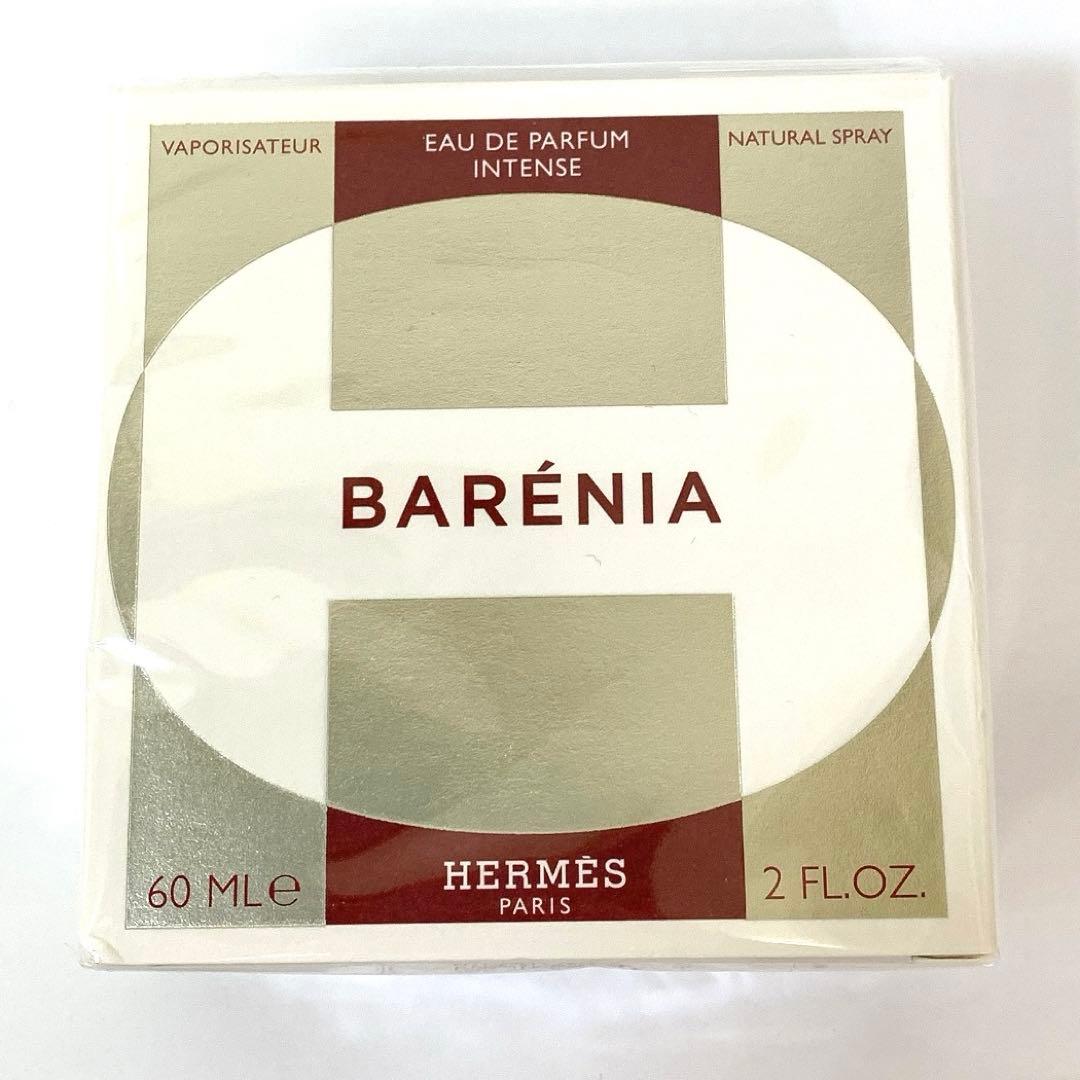 VAPORISATEUR
EAU DE PARFUM
INTENSE
NATURAL SPRAY
BARÉNIA
60 ML℮
HERMÈS
PARIS
2 FL.OZ.